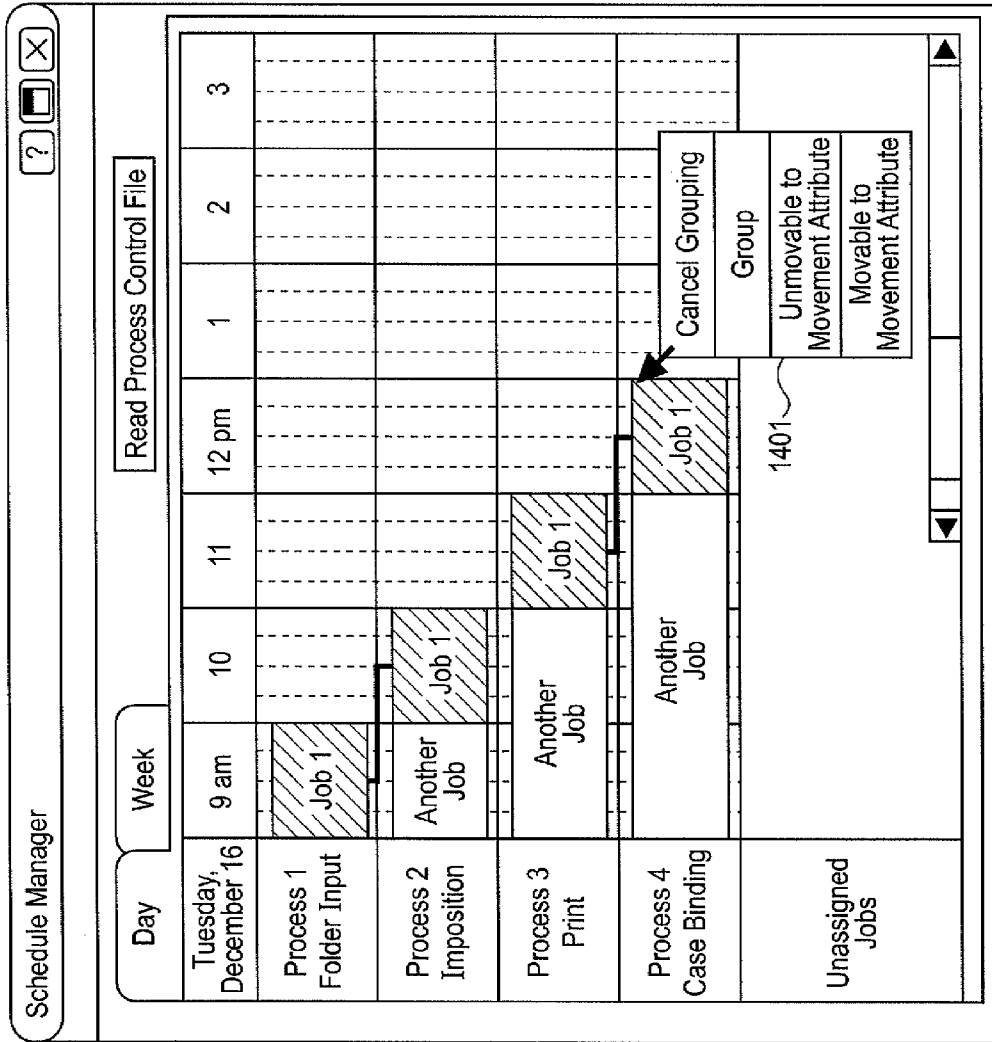 Schedule Manager
?
X
Day
Week
Read Process Control File
Tuesday,
December 16
9 am
10
11
12 pm
1
2
3
Process 1
Folder Input
Job 1
Process 2
Imposition
Another
Job
Job 1
Process 3
Print
Another
Job
Job 1
Process 4
Case Binding
Another
Job
Job 1
Cancel Grouping
Group
Unmovable to
Movement Attribute
Movable to
Movement Attribute
1401
Unassigned
Jobs